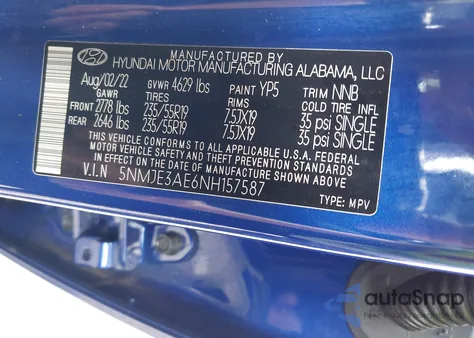 MANUFACTURED BY
HYUNDAI MOTOR MANUFACTURING ALABAMA, LLC
Aug/02/22 GVWR 4629 lbs PAINT YP5 TRIM NNB
GAWR TIRES RIMS COLD TIRE INFL
FRONT 2778 lbs 235/55R19 7.5JX19 35 psi SINGLE
REAR 2646 lbs 235/55R19 7.5JX19 35 psi SINGLE
THIS VEHICLE CONFORMS TO ALL APPLICABLE U.S.A. FEDERAL
MOTOR VEHICLE SAFETY AND THEFT PREVENTION STANDARDS IN
EFFECT ON THE DATE OF MANUFACTURE SHOWN ABOVE.
V.I.N 5NMJE3AE6NH157587
TYPE: MPV
autoSnap